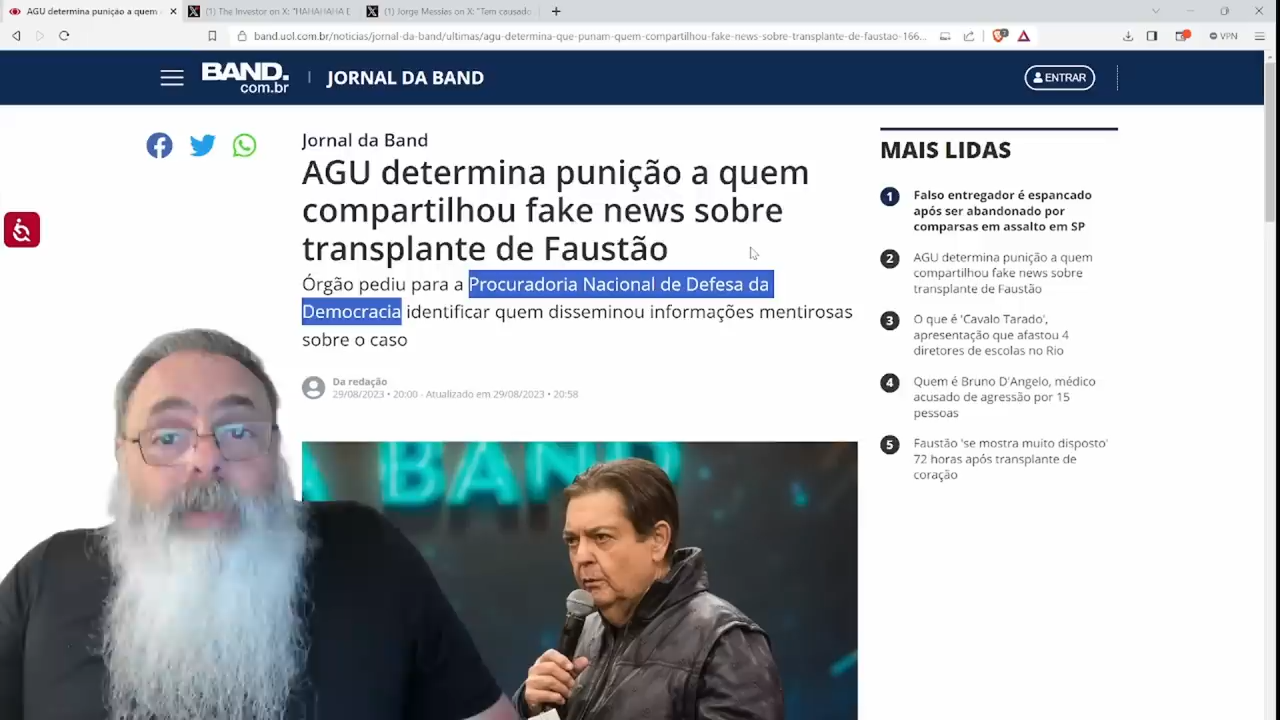 AGU determina punição a quem
(1) The Investor on X: "HAHAHAHA E
(1) Jorge Messias on X: "Tem causado
band.uol.com.br/noticias/jornal-da-band/ultimas/agu-determina-que-punam-quem-compartilhou-fake-news-sobre-transplante-de-faustao-166...
VPN
BAND.
com.br
JORNAL DA BAND
ENTRAR
Jornal da Band
AGU determina punição a quem
compartilhou fake news sobre
transplante de Faustão
Órgão pediu para a Procuradoria Nacional de Defesa da
Democracia identificar quem disseminou informações mentirosas
sobre o caso
Da redação
29/08/2023 • 20:00 - Atualizado em 29/08/2023 • 20:58
A BAND
MAIS LIDAS
1 Falso entregador é espancado
após ser abandonado por
comparsas em assalto em SP
2 AGU determina punição a quem
compartilhou fake news sobre
transplante de Faustão
3 O que é 'Cavalo Tarado',
apresentação que afastou 4
diretores de escolas no Rio
4 Quem é Bruno D'Angelo, médico
acusado de agressão por 15
pessoas
5 Faustão 'se mostra muito disposto'
72 horas após transplante de
coração